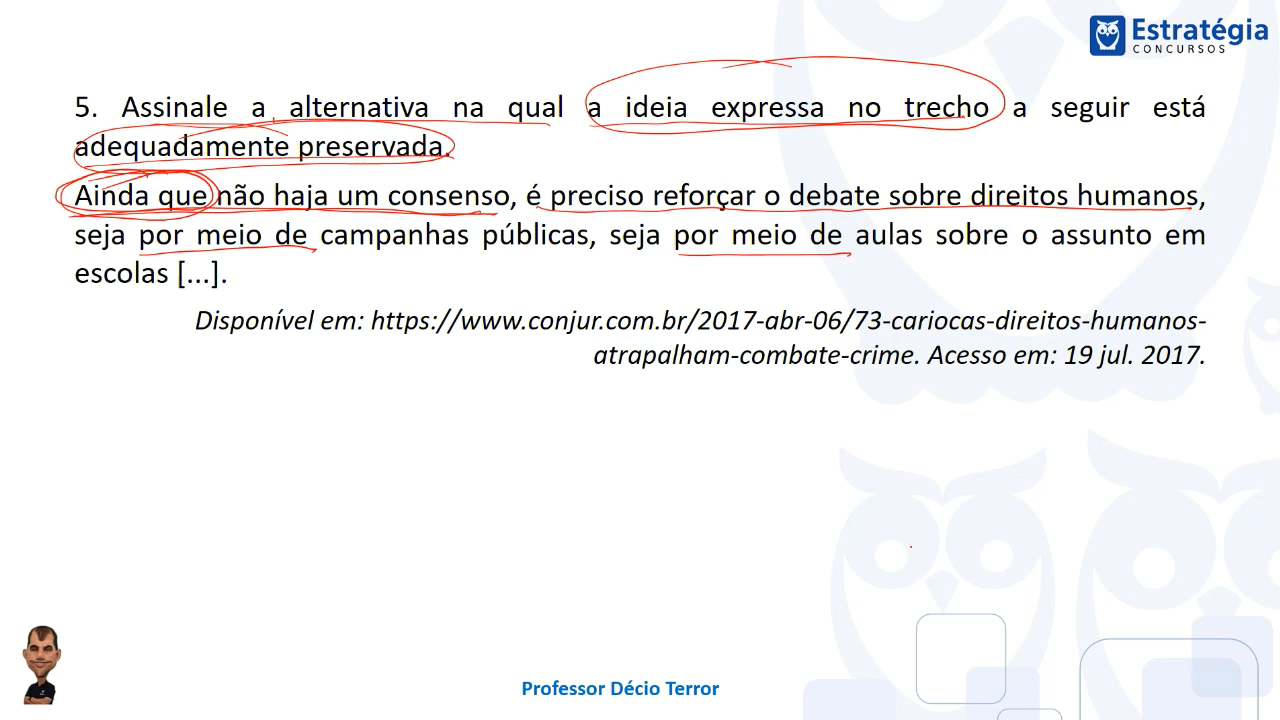 Estratégia
CONCURSOS
5. Assinale a alternativa na qual a ideia expressa no trecho a seguir está
adequadamente preservada.
Ainda que não haja um consenso, é preciso reforçar o debate sobre direitos humanos,
seja por meio de campanhas públicas, seja por meio de aulas sobre o assunto em
escolas [...].
Disponível em: https://www.conjur.com.br/2017-abr-06/73-cariocas-direitos-humanos-
atrapalham-combate-crime. Acesso em: 19 jul. 2017.
Professor Décio Terror